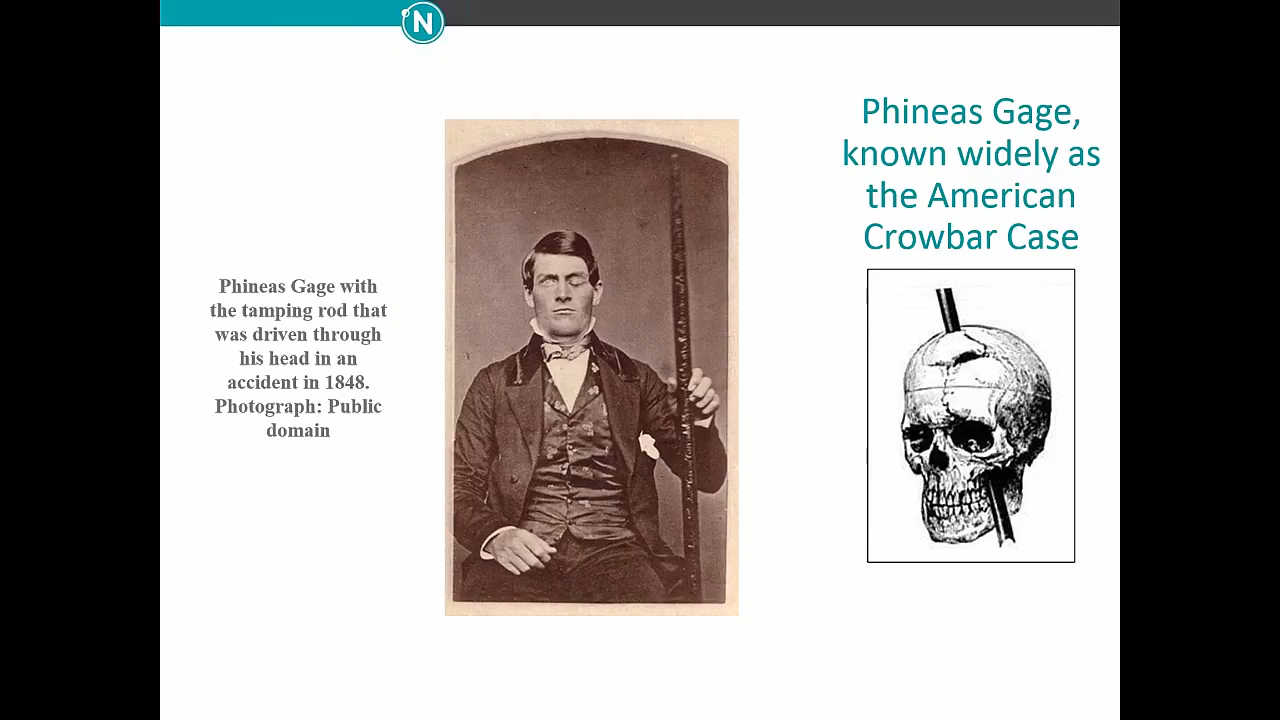 N
Phineas Gage,
known widely as
the American
Crowbar Case
Phineas Gage with
the tamping rod that
was driven through
his head in an
accident in 1848.
Photograph: Public
domain